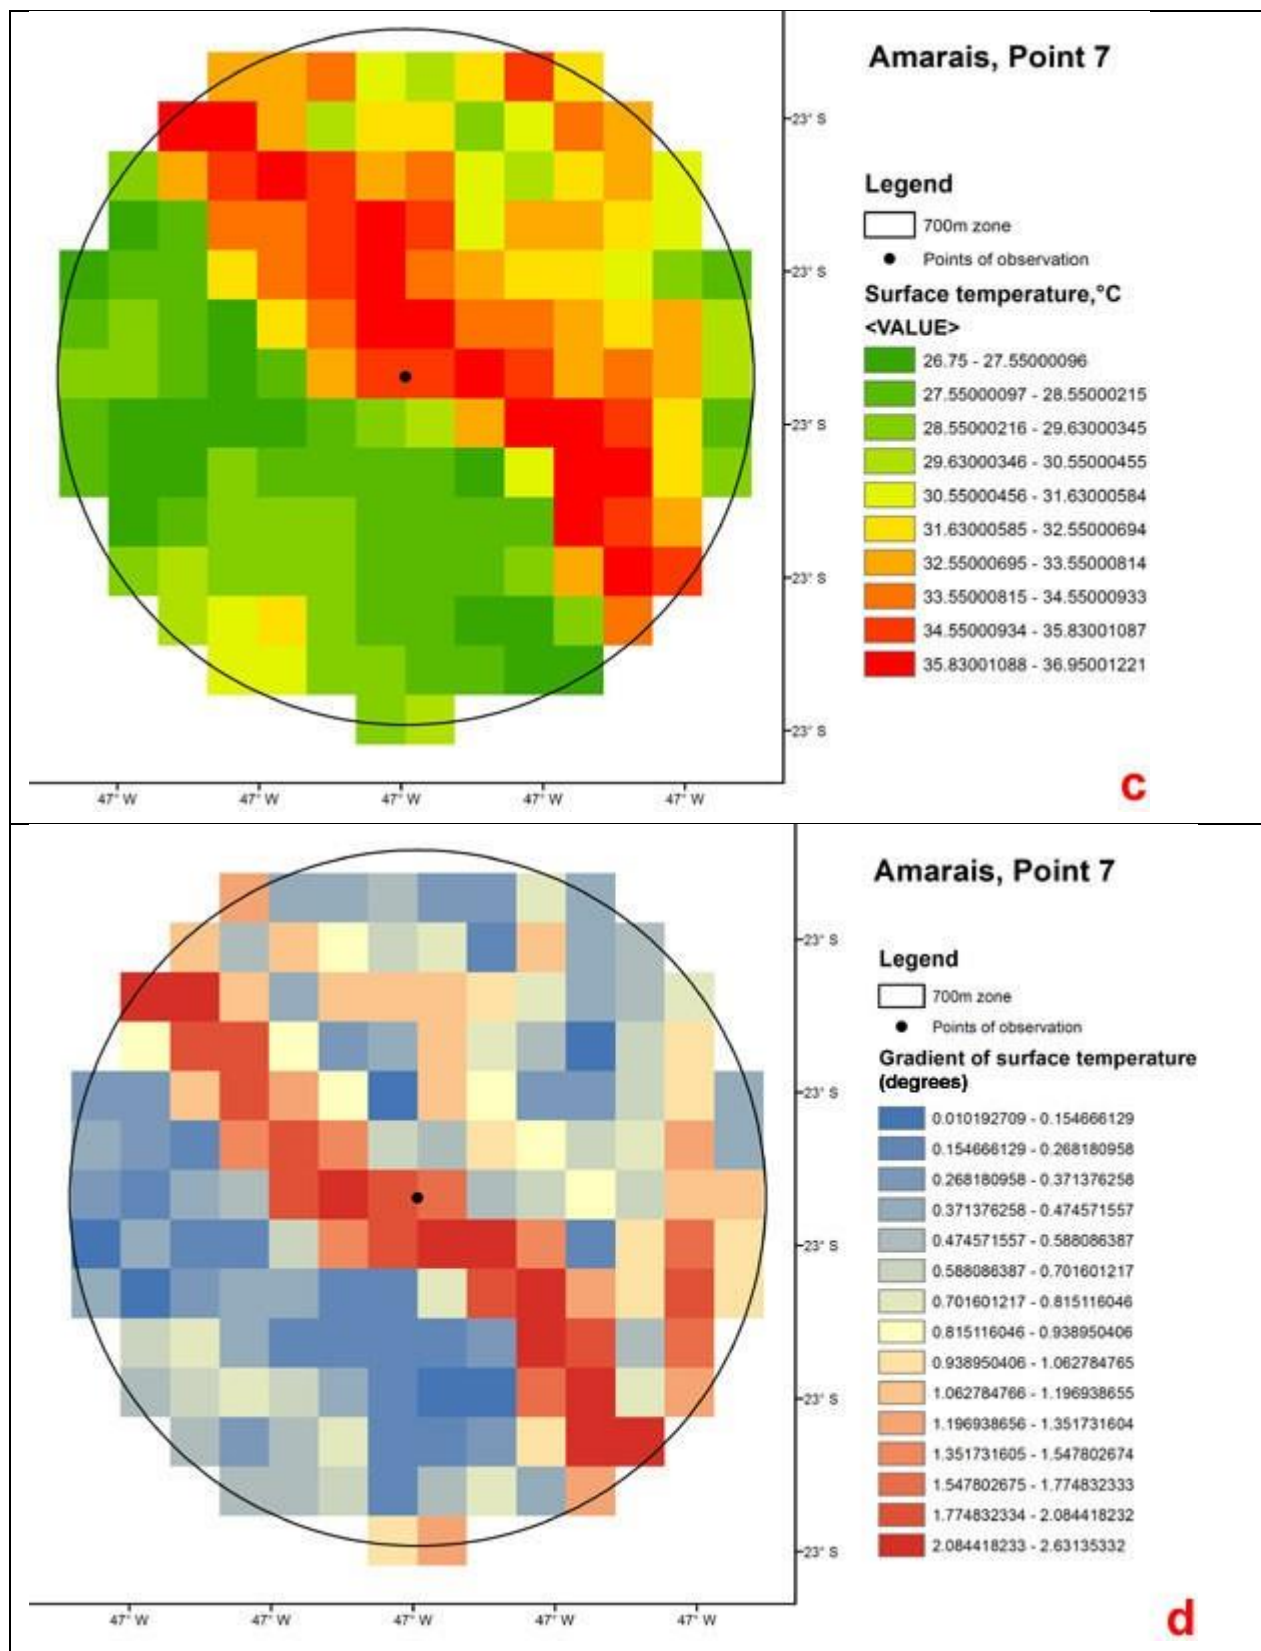 Amarais, Point 7
Legend
700m zone
Points of observation
Surface temperature,°C
<VALUE>
26.75 - 27.55000096
27.55000097 - 28.55000215
28.55000216 - 29.63000345
29.63000346 - 30.55000455
30.55000456 - 31.63000584
31.63000585 - 32.55000694
32.55000695 - 33.55000814
33.55000815 - 34.55000933
34.55000934 - 35.83001087
35.83001088 - 36.95001221
23° S
23° S
23° S
23° S
23° S
47° W 47° W 47° W 47° W 47° W
c
Amarais, Point 7
Legend
700m zone
Points of observation
Gradient of surface temperature
(degrees)
0.010192709 - 0.154666129
0.154666129 - 0.268180958
0.268180958 - 0.371376258
0.371376258 - 0.474571557
0.474571557 - 0.588086387
0.588086387 - 0.701601217
0.701601217 - 0.815116046
0.815116046 - 0.938950406
0.938950406 - 1.062784765
1.062784766 - 1.196938655
1.196938656 - 1.351731604
1.351731605 - 1.547802674
1.547802675 - 1.774832333
1.774832334 - 2.084418232
2.084418233 - 2.63135332
23° S
23° S
23° S
23° S
23° S
47° W 47° W 47° W 47° W 47° W
d